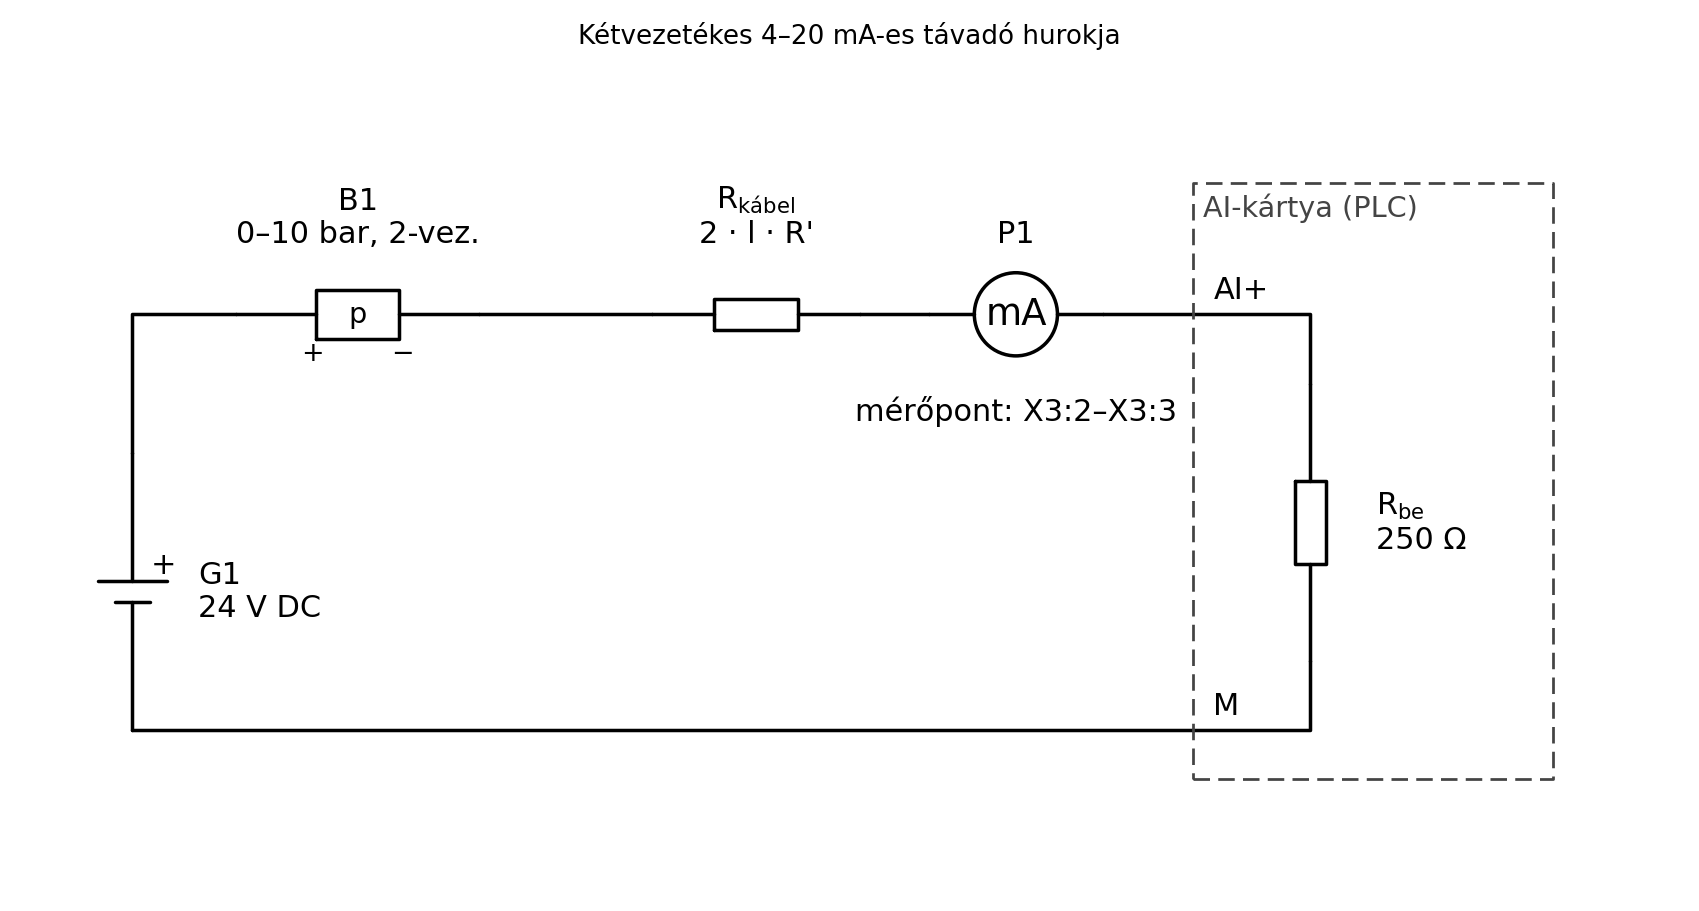 Kétvezetékes 4–20 mA-es távadó hurokja
B1
0–10 bar, 2-vez.
p
+ −
Rkábel
2 · l · R'
P1
mA
mérőpont: X3:2–X3:3
AI-kártya (PLC)
AI+
Rbe
250 Ω
+
G1
24 V DC
M